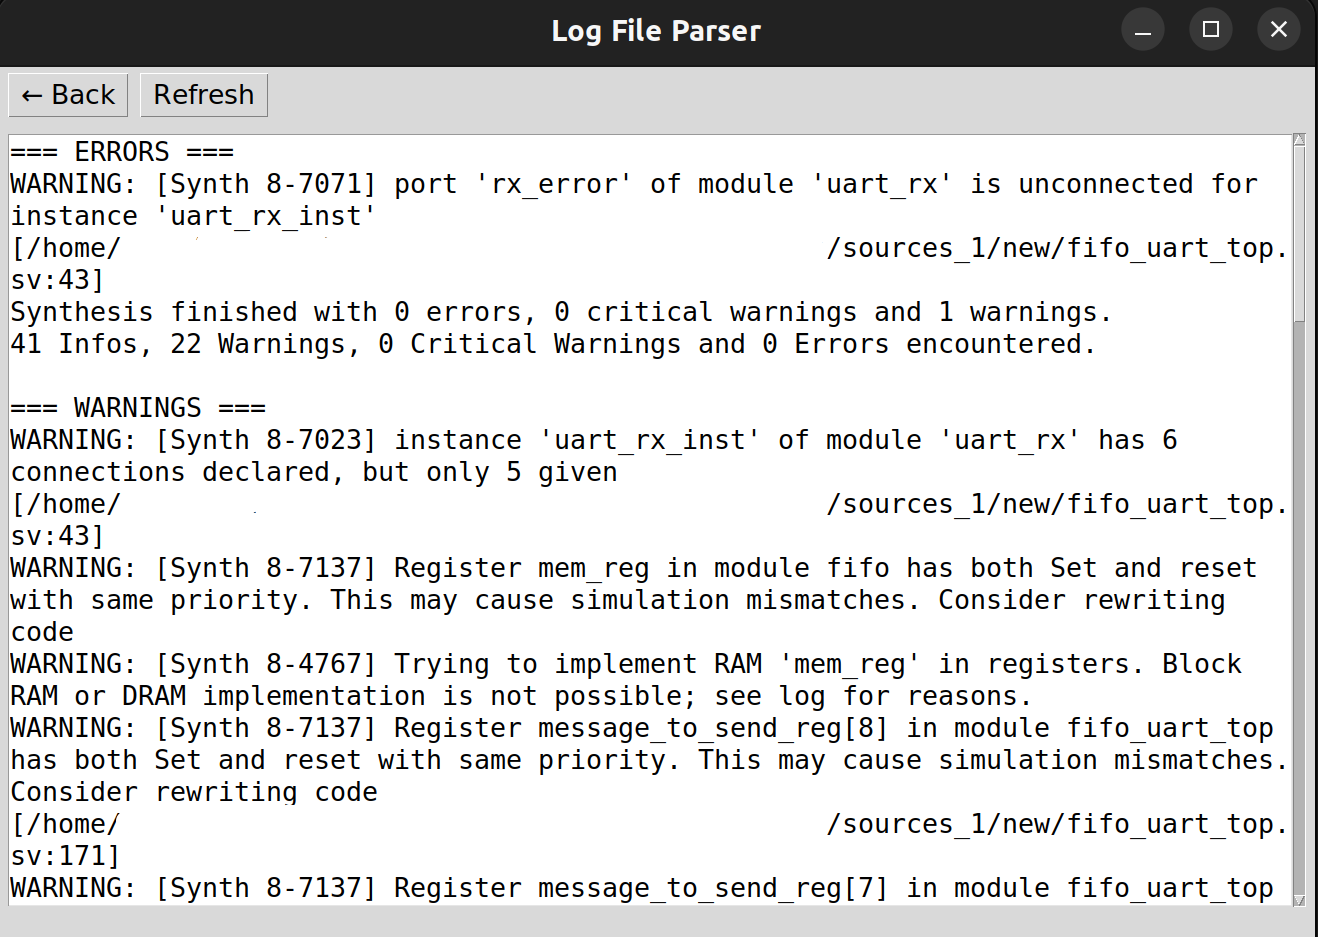 Log File Parser
← Back Refresh
=== ERRORS ===
WARNING: [Synth 8-7071] port 'rx_error' of module 'uart_rx' is unconnected for
instance 'uart_rx_inst'
[/home/ /sources_1/new/fifo_uart_top.
sv:43]
Synthesis finished with 0 errors, 0 critical warnings and 1 warnings.
41 Infos, 22 Warnings, 0 Critical Warnings and 0 Errors encountered.
=== WARNINGS ===
WARNING: [Synth 8-7023] instance 'uart_rx_inst' of module 'uart_rx' has 6
connections declared, but only 5 given
[/home/ /sources_1/new/fifo_uart_top.
sv:43]
WARNING: [Synth 8-7137] Register mem_reg in module fifo has both Set and reset
with same priority. This may cause simulation mismatches. Consider rewriting
code
WARNING: [Synth 8-4767] Trying to implement RAM 'mem_reg' in registers. Block
RAM or DRAM implementation is not possible; see log for reasons.
WARNING: [Synth 8-7137] Register message_to_send_reg[8] in module fifo_uart_top
has both Set and reset with same priority. This may cause simulation mismatches.
Consider rewriting code
[/home/ /sources_1/new/fifo_uart_top.
sv:171]
WARNING: [Synth 8-7137] Register message_to_send_reg[7] in module fifo_uart_top